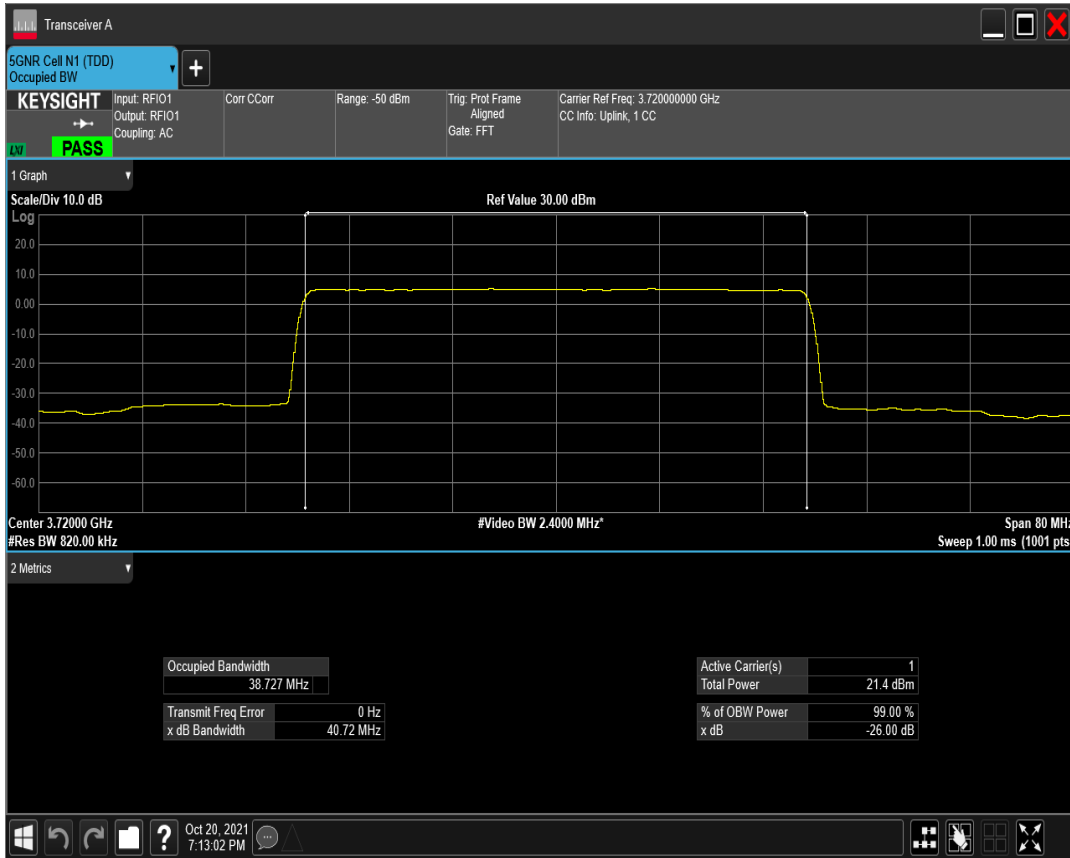 Transceiver A
5GNR Cell N1 (TDD)
Occupied BW
+
KEYSIGHT
LXI
PASS
Input: RFIO1
Output: RFIO1
Coupling: AC
Corr CCorr
Range: -50 dBm
Trig: Prot Frame
Aligned
Gate: FFT
Carrier Ref Freq: 3.720000000 GHz
CC Info: Uplink, 1 CC
1 Graph
Scale/Div 10.0 dB
Ref Value 30.00 dBm
Log
20.0
10.0
0.00
-10.0
-20.0
-30.0
-40.0
-50.0
-60.0
Center 3.72000 GHz
#Video BW 2.4000 MHz*
Span 80 MHz
#Res BW 820.00 kHz
Sweep 1.00 ms (1001 pts
2 Metrics
Occupied Bandwidth
38.727 MHz
Transmit Freq Error 0 Hz
x dB Bandwidth 40.72 MHz
Active Carrier(s) 1
Total Power 21.4 dBm
% of OBW Power 99.00 %
x dB -26.00 dB
?
Oct 20, 2021
7:13:02 PM